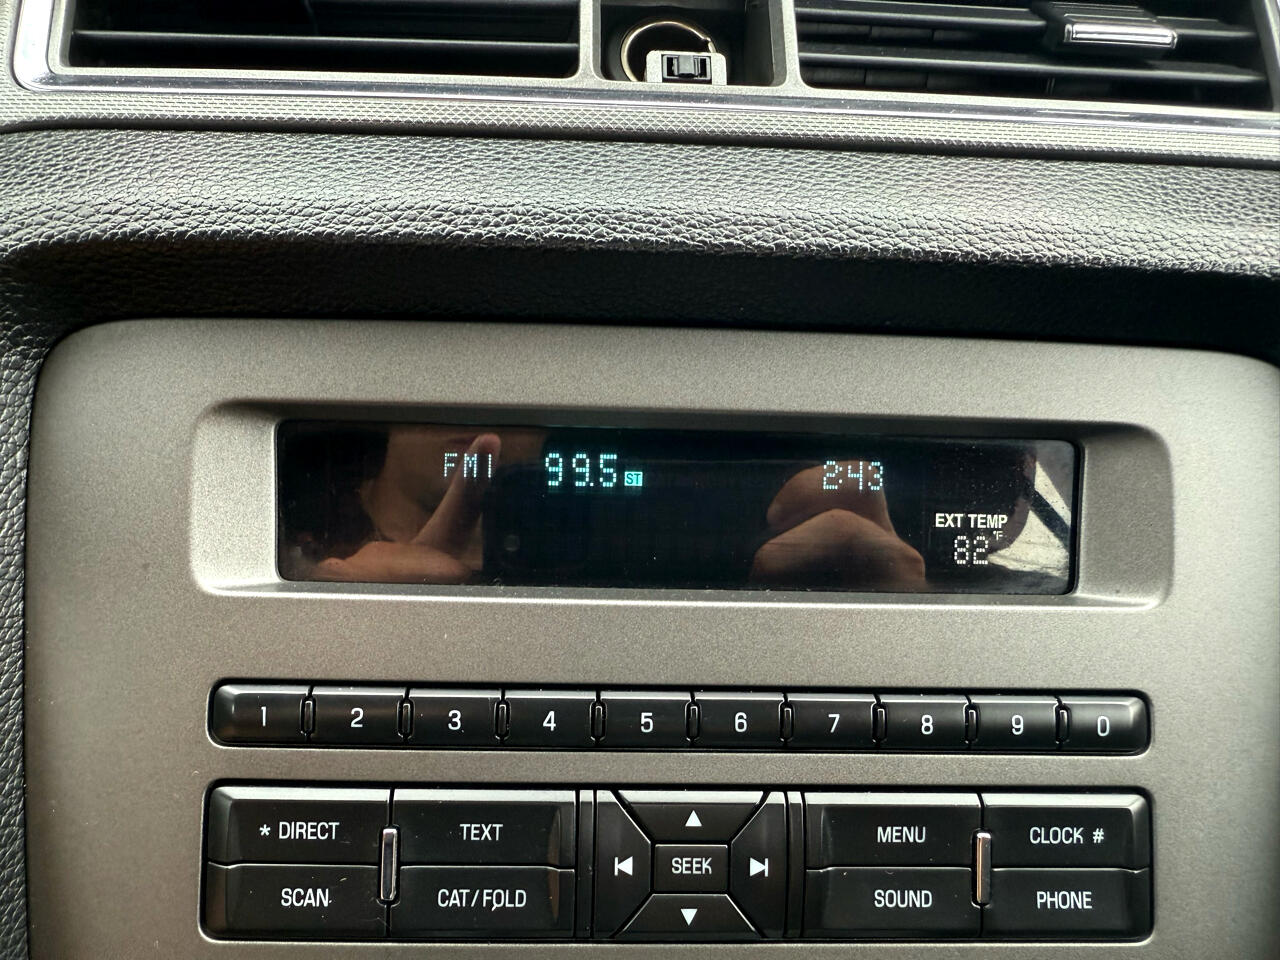 FM1 99.5 ST 2:43
EXT TEMP
82 °F
1 2 3 4 5 6 7 8 9 0
* DIRECT TEXT MENU CLOCK #
SEEK
SCAN CAT/FOLD SOUND PHONE